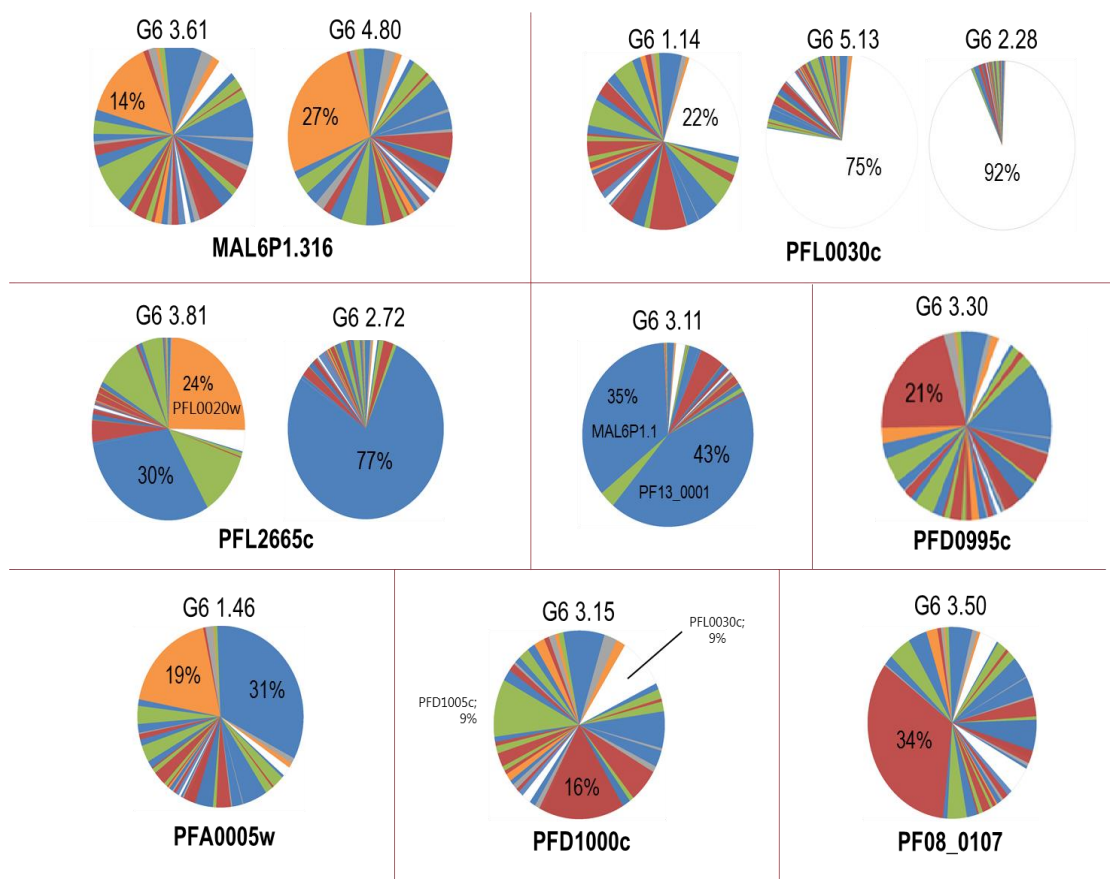 G6 3.61
G6 4.80
14%
27%
MAL6P1.316
G6 1.14
G6 5.13
G6 2.28
22%
75%
92%
PFL0030c
G6 3.81
G6 2.72
24%
PFL0020w
30%
77%
PFL2665c
G6 3.11
35%
MAL6P1.1
43%
PF13_0001
G6 3.30
21%
PFD0995c
G6 1.46
19%
31%
PFA0005w
G6 3.15
PFL0030c;
9%
PFD1005c;
9%
16%
PFD1000c
G6 3.50
34%
PF08_0107